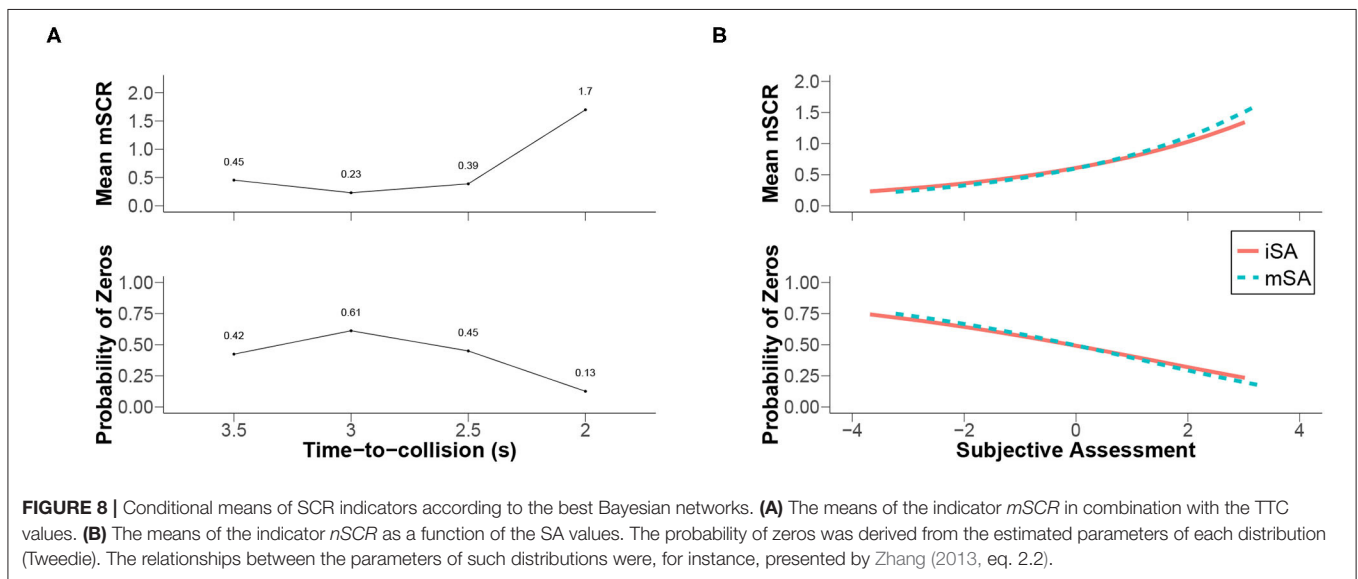 A
B
Mean mSCR
2.0
1.5
1.0
0.5
0.0
0.45
0.23
0.39
1.7
Probability of Zeros
1.00
0.75
0.50
0.25
0.00
0.42
0.61
0.45
0.13
3.5
3
2.5
2
Time−to−collision (s)
Mean nSCR
2.0
1.5
1.0
0.5
0.0
Probability of Zeros
1.00
0.75
0.50
0.25
0.00
iSA
mSA
−4
−2
0
2
4
Subjective Assessment
FIGURE 8 | Conditional means of SCR indicators according to the best Bayesian networks. (A) The means of the indicator mSCR in combination with the TTC
values. (B) The means of the indicator nSCR as a function of the SA values. The probability of zeros was derived from the estimated parameters of each distribution
(Tweedie). The relationships between the parameters of such distributions were, for instance, presented by Zhang (2013, eq. 2.2).